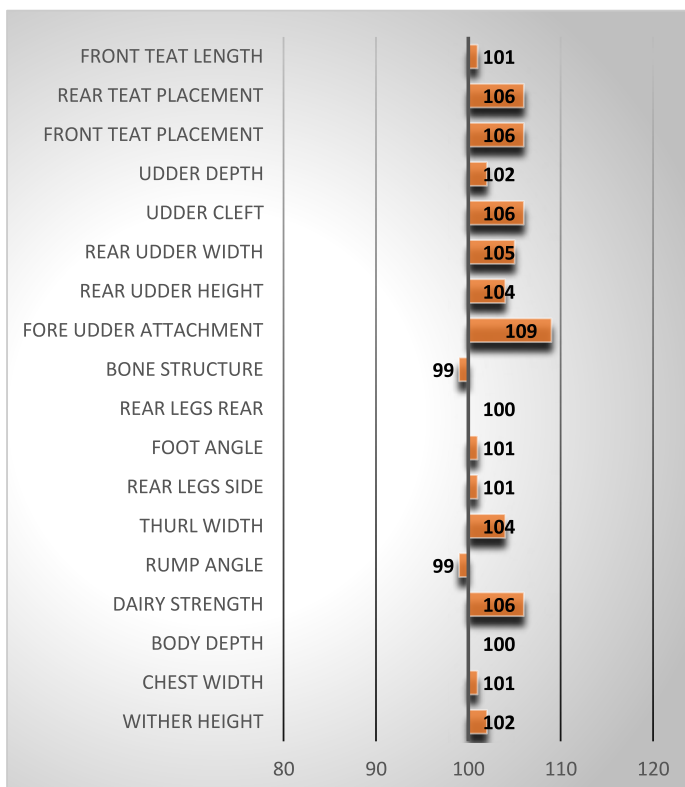 FRONT TEAT LENGTH 101
REAR TEAT PLACEMENT 106
FRONT TEAT PLACEMENT 106
UDDER DEPTH 102
UDDER CLEFT 106
REAR UDDER WIDTH 105
REAR UDDER HEIGHT 104
FORE UDDER ATTACHMENT 109
BONE STRUCTURE 99
REAR LEGS REAR 100
FOOT ANGLE 101
REAR LEGS SIDE 101
THURL WIDTH 104
RUMP ANGLE 99
DAIRY STRENGTH 106
BODY DEPTH 100
CHEST WIDTH 101
WITHER HEIGHT 102
80 90 100 110 120